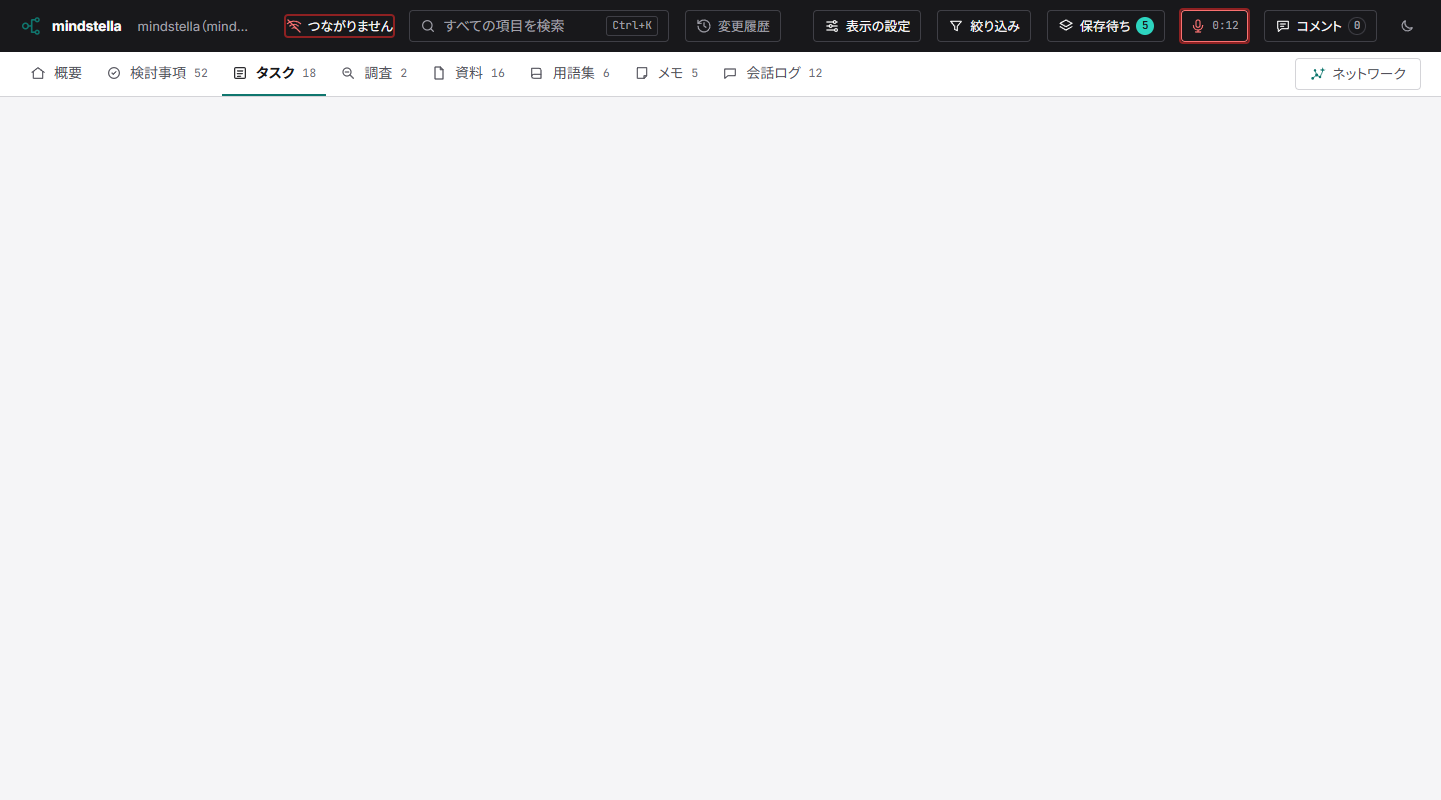 mindstella mindstella（mind... つながりません すべての項目を検索 Ctrl+K 変更履歴 表示の設定 絞り込み 保存待ち 5 0:12 コメント 0
概要 検討事項 52 タスク 18 調査 2 資料 16 用語集 6 メモ 5 会話ログ 12 ネットワーク